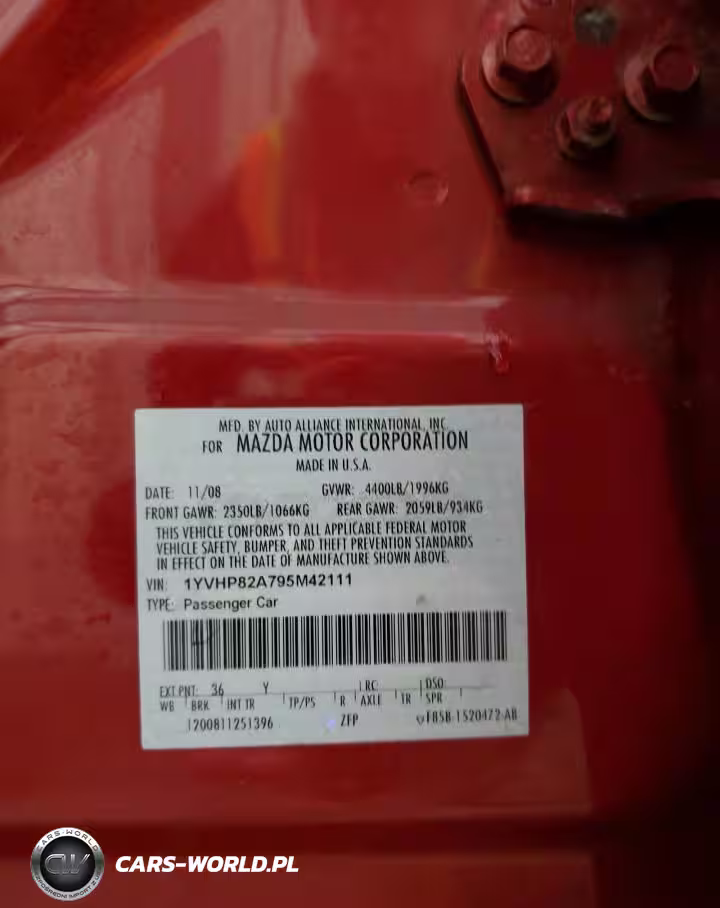 MFD. BY AUTO ALLIANCE INTERNATIONAL, INC.
FOR MAZDA MOTOR CORPORATION
MADE IN U.S.A.
DATE: 11/08 GVWR: 4400LB/1996KG
FRONT GAWR: 2350LB/1066KG REAR GAWR: 2059LB/934KG
THIS VEHICLE CONFORMS TO ALL APPLICABLE FEDERAL MOTOR
VEHICLE SAFETY, BUMPER, AND THEFT PREVENTION STANDARDS
IN EFFECT ON THE DATE OF MANUFACTURE SHOWN ABOVE.
VIN: 1YVHP82A795M42111
TYPE: Passenger Car
EXT PNT: 36 Y RC: DSO:
WB BRK INT TR TP/PS R AXLE TR SPR
1200811251396 ZFP F85B-1520472-AB
CARS-WORLD
CW
CARS-WORLD.PL